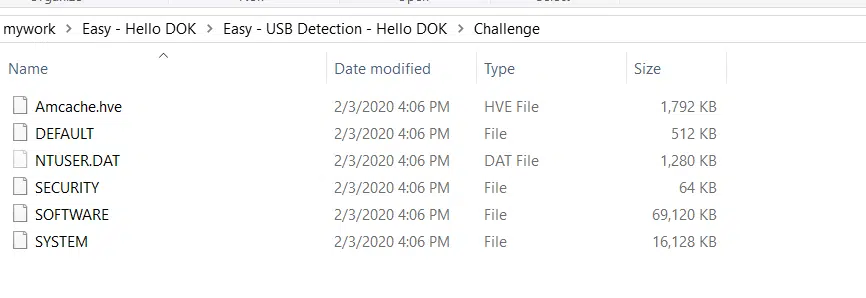 mywork > Easy - Hello DOK > Easy - USB Detection - Hello DOK > Challenge
Name Date modified Type Size
Amcache.hve 2/3/2020 4:06 PM HVE File 1,792 KB
DEFAULT 2/3/2020 4:06 PM File 512 KB
NTUSER.DAT 2/3/2020 4:06 PM DAT File 1,280 KB
SECURITY 2/3/2020 4:06 PM File 64 KB
SOFTWARE 2/3/2020 4:06 PM File 69,120 KB
SYSTEM 2/3/2020 4:06 PM File 16,128 KB